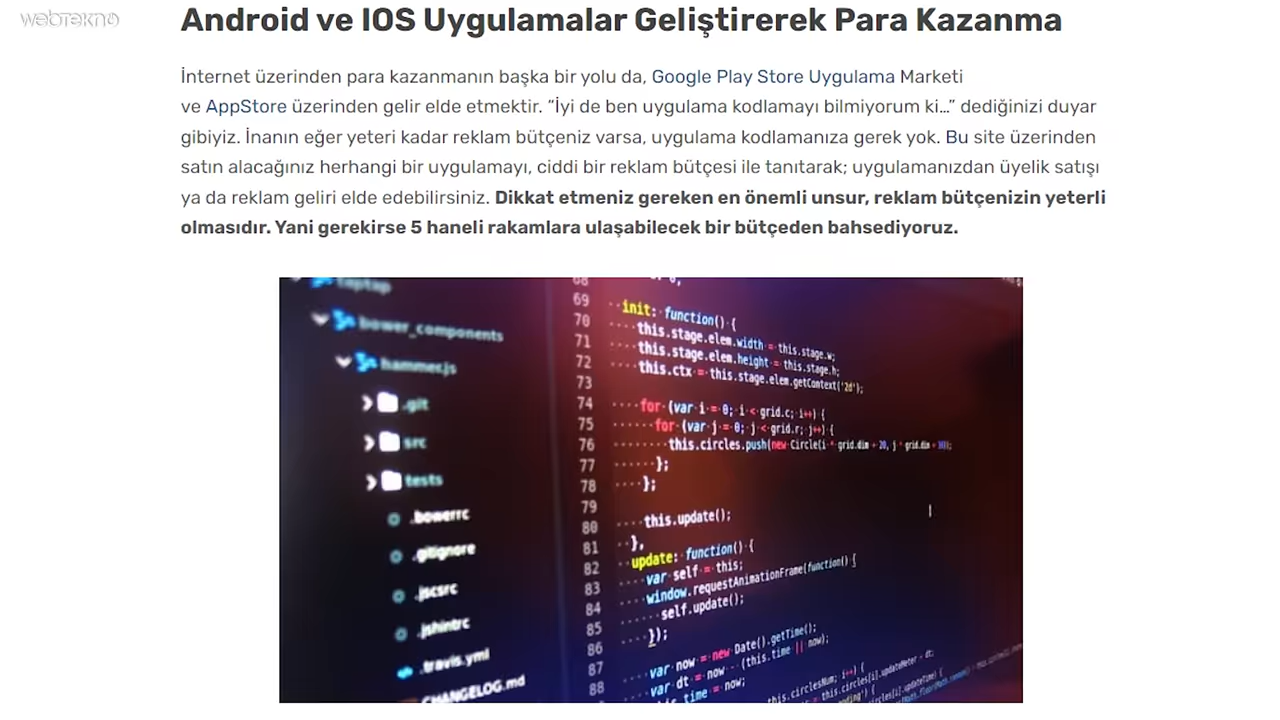 webtekno
Android ve IOS Uygulamalar Geliştirerek Para Kazanma
İnternet üzerinden para kazanmanın başka bir yolu da, Google Play Store Uygulama Marketi
ve AppStore üzerinden gelir elde etmektir. “İyi de ben uygulama kodlamayı bilmiyorum ki…” dediğinizi duyar
gibiyiz. İnanın eğer yeteri kadar reklam bütçeniz varsa, uygulama kodlamanıza gerek yok. Bu site üzerinden
satın alacağınız herhangi bir uygulamayı, ciddi bir reklam bütçesi ile tanıtarak; uygulamanızdan üyelik satışı
ya da reklam geliri elde edebilirsiniz. Dikkat etmeniz gereken en önemli unsur, reklam bütçenizin yeterli
olmasıdır. Yani gerekirse 5 haneli rakamlara ulaşabilecek bir bütçeden bahsediyoruz.
taptap
bower_components
hammer.js
.git
src
tests
.bowerrc
.gitignore
.jscsrc
.jshintrc
.travis.yml
CHANGELOG.md
68
69 init: function() {
70 this.stage.elem.width = this.stage.w;
71 this.stage.elem.height = this.stage.h;
72 this.ctx = this.stage.elem.getContext('2d');
73
74 for (var i = 0; i < grid.c; i++) {
75 for (var j = 0; j < grid.r; j++) {
76 this.circles.push(new Circle(i * grid.dim + 20, j * grid.dim
77 };
78 };
79
80 this.update();
81 },
82 update: function() {
83 var self = this;
84 window.requestAnimationFrame(function() {
85 self.update();
86 });
87 var now = new Date().getTime();
88 var dt = now - (this.time || now);
time = now;